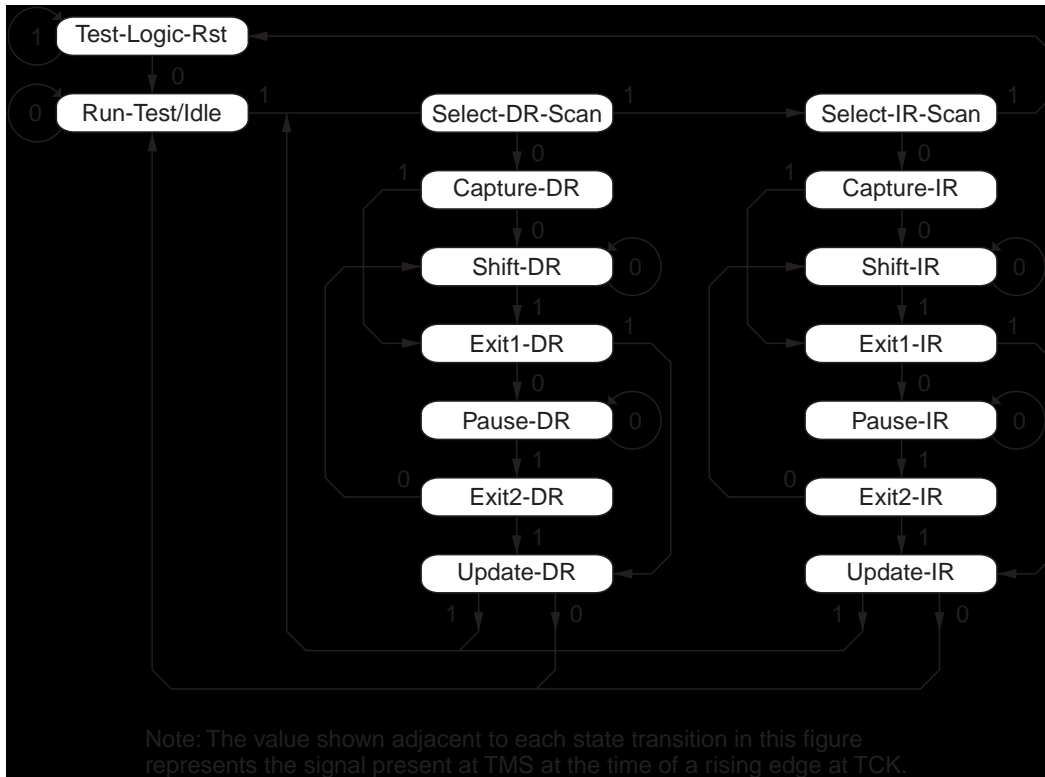 Test-Logic-Rst
1
0
Run-Test/Idle
0
1
Select-DR-Scan
1
Select-IR-Scan
1
0
0
1
Capture-DR
1
Capture-IR
0
0
Shift-DR
0
Shift-IR
0
1
1
Exit1-DR
1
Exit1-IR
1
0
0
Pause-DR
0
Pause-IR
0
1
1
0
Exit2-DR
0
Exit2-IR
1
1
Update-DR
Update-IR
1
0
1
0
Note: The value shown adjacent to each state transition in this figure
represents the signal present at TMS at the time of a rising edge at TCK.